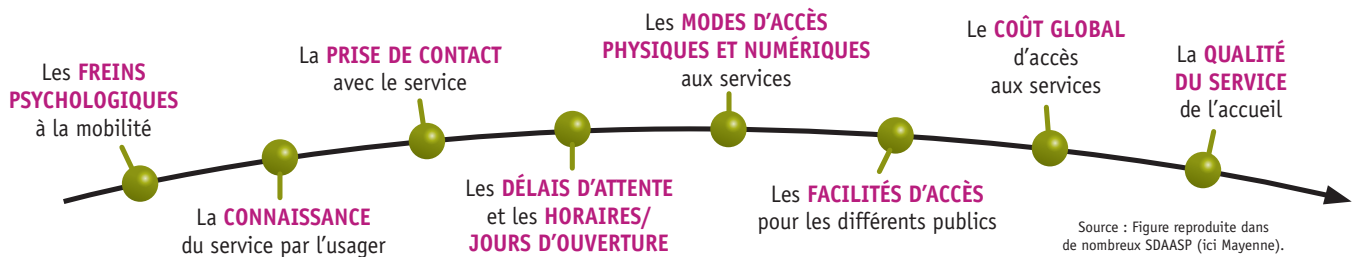 Les FREINS
PSYCHOLOGIQUES
à la mobilité
La CONNAISSANCE
du service par l’usager
La PRISE DE CONTACT
avec le service
Les DÉLAIS D’ATTENTE
et les HORAIRES/
JOURS D’OUVERTURE
Les MODES D’ACCÈS
PHYSIQUES ET NUMÉRIQUES
aux services
Les FACILITÉS D’ACCÈS
pour les différents publics
Le COÛT GLOBAL
d’accès
aux services
La QUALITÉ
DU SERVICE
de l’accueil
Source : Figure reproduite dans
de nombreux SDAASP (ici Mayenne).